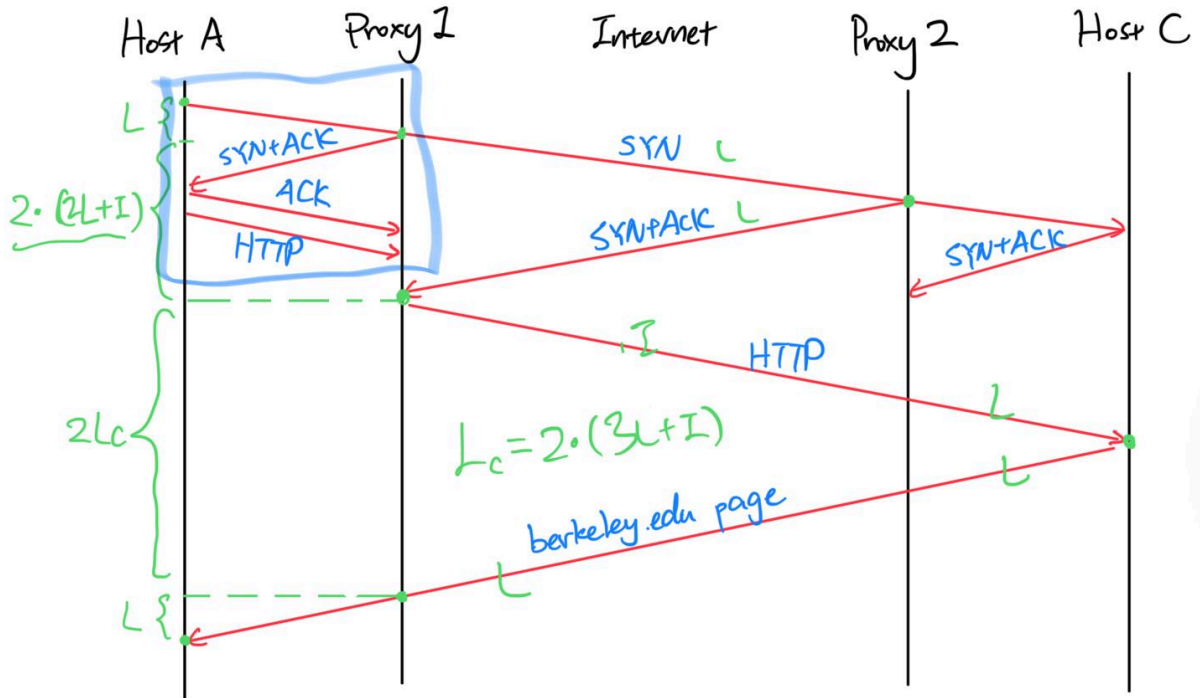 Host A Proxy 1 Internet Proxy 2 Host C
L
SYN+ACK
SYN L
ACK
2·(2L+I)
SYN+ACK L
HTTP
SYN+ACK
I
HTTP
L
2Lc
Lc=2·(3L+I)
L
berkeley.edu page
L
L